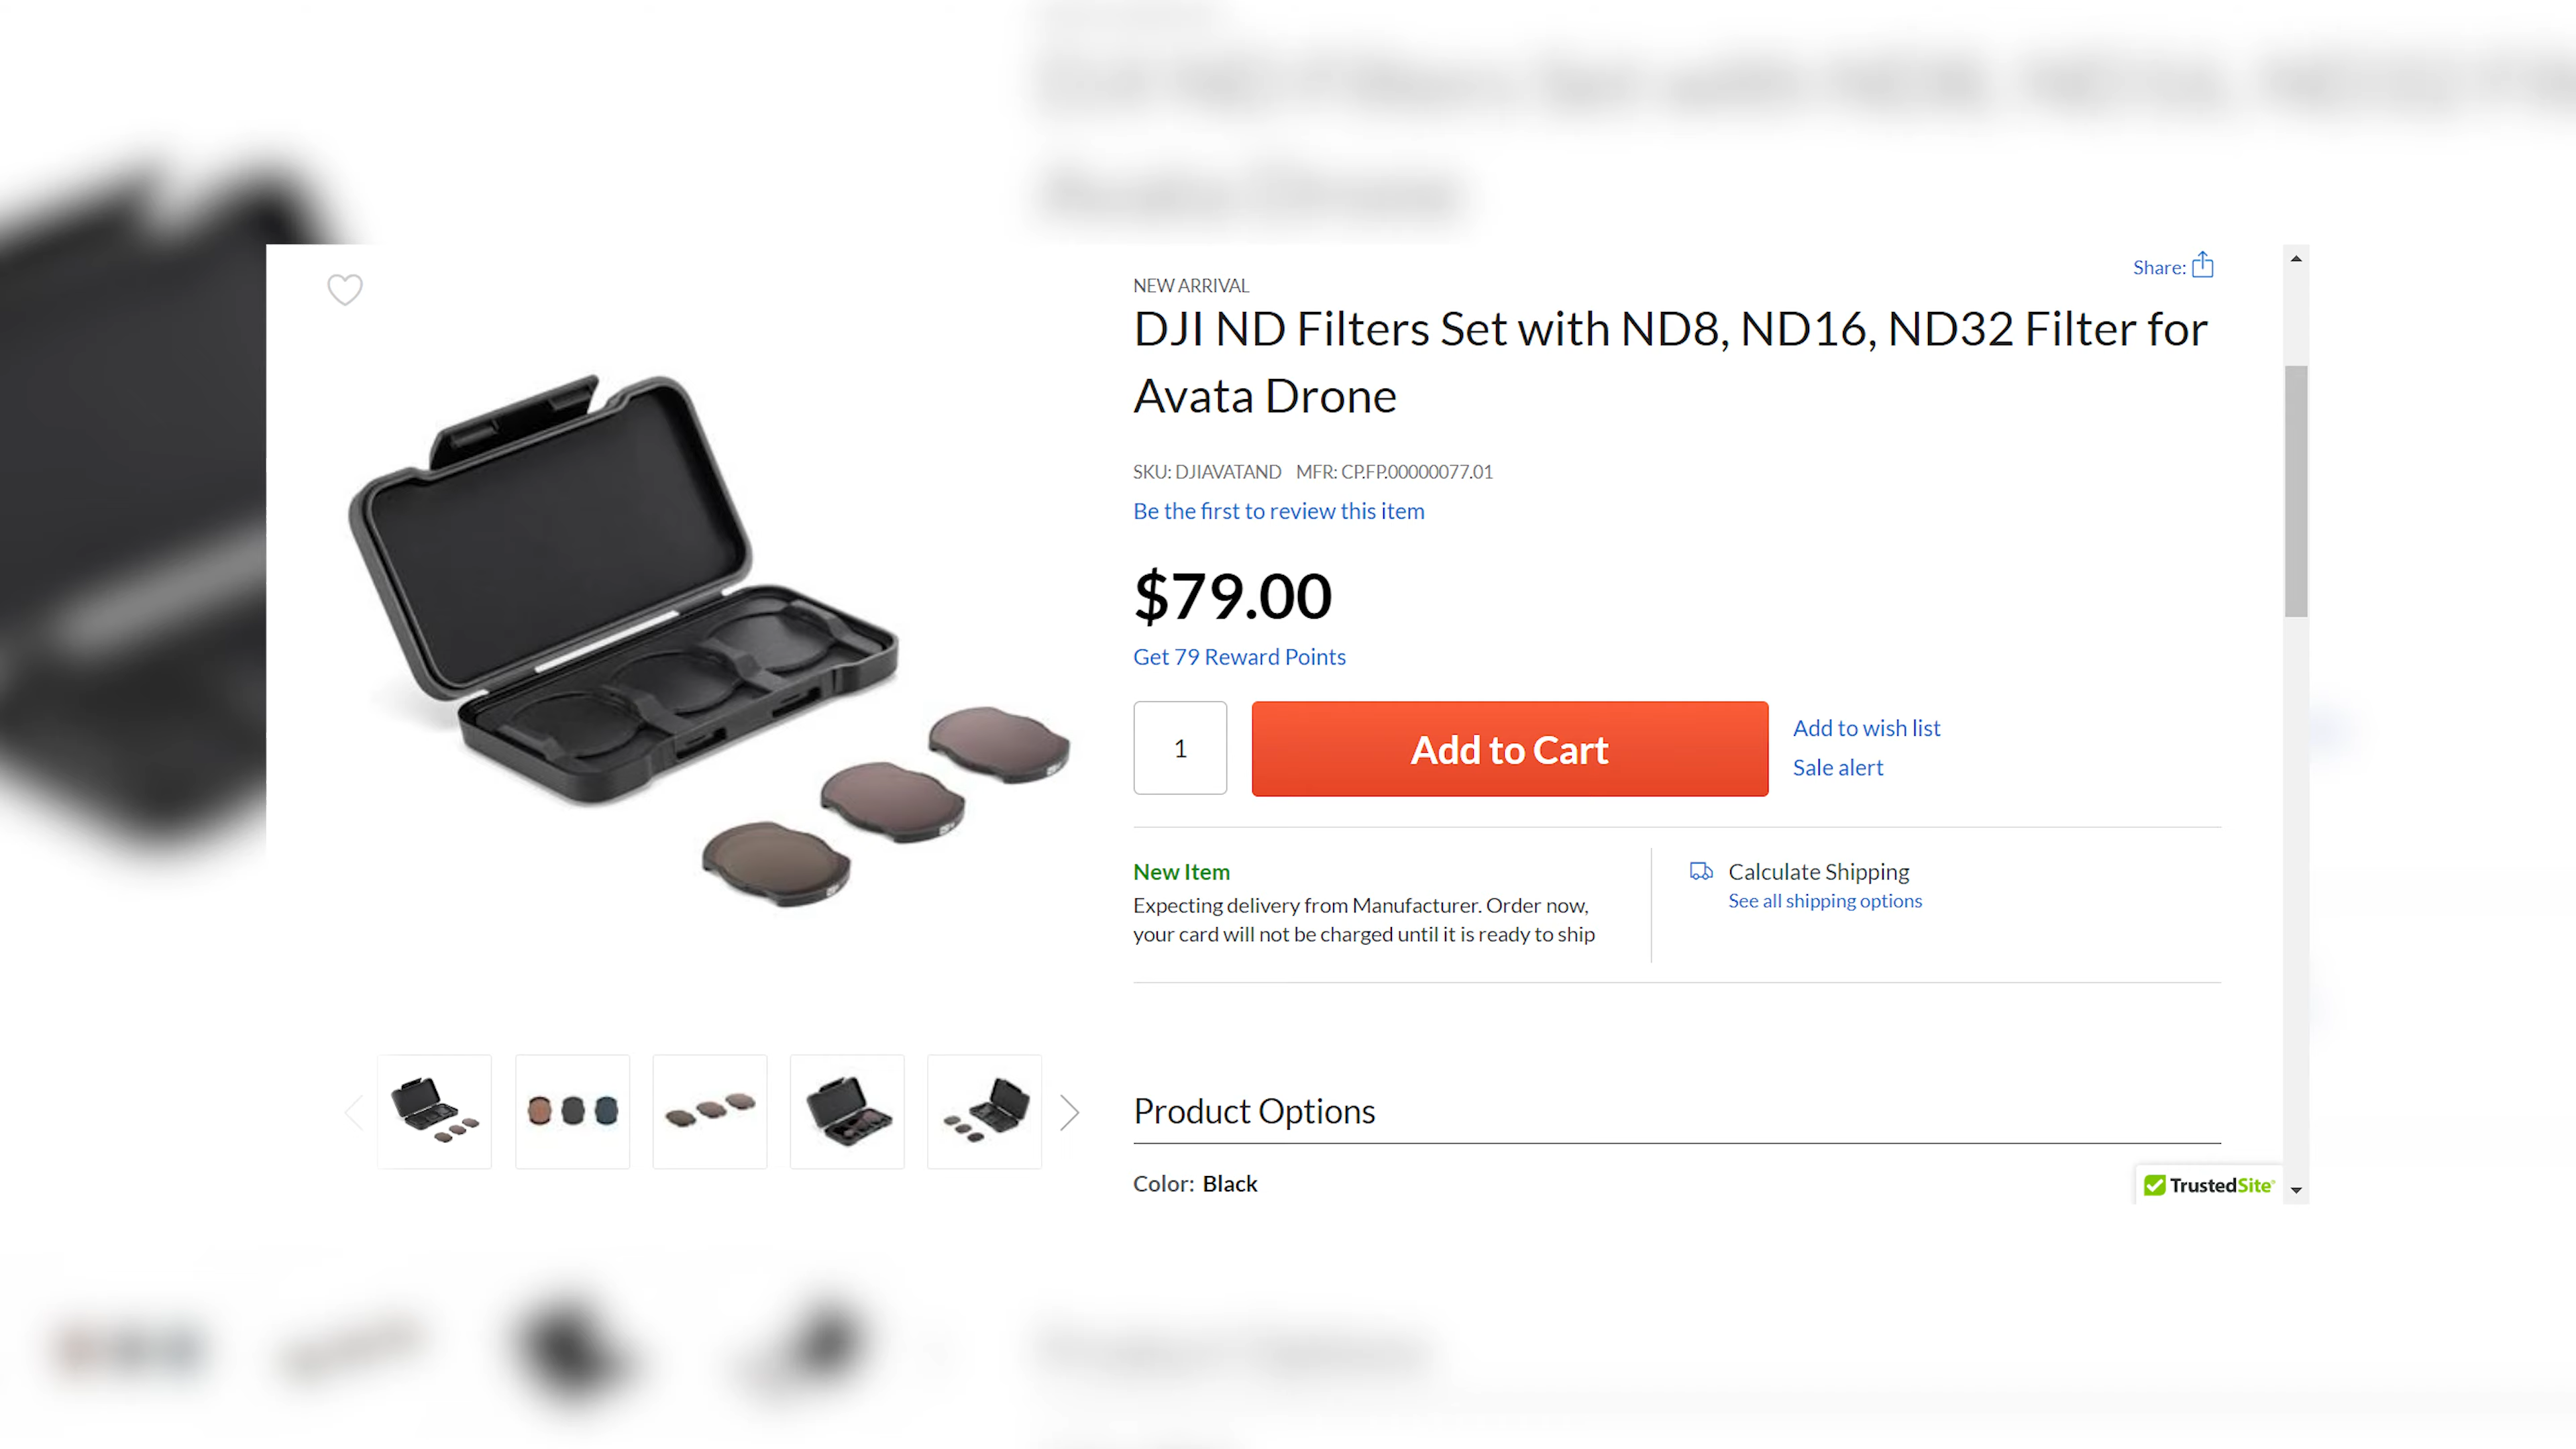 Share:
NEW ARRIVAL
DJI ND Filters Set with ND8, ND16, ND32 Filter for
Avata Drone
SKU: DJIAVATAND MFR: CP.FP.00000077.01
Be the first to review this item
$79.00
Get 79 Reward Points
1
Add to Cart
Add to wish list
Sale alert
New Item
Expecting delivery from Manufacturer. Order now,
your card will not be charged until it is ready to ship
Calculate Shipping
See all shipping options
Product Options
Color: Black
TrustedSite